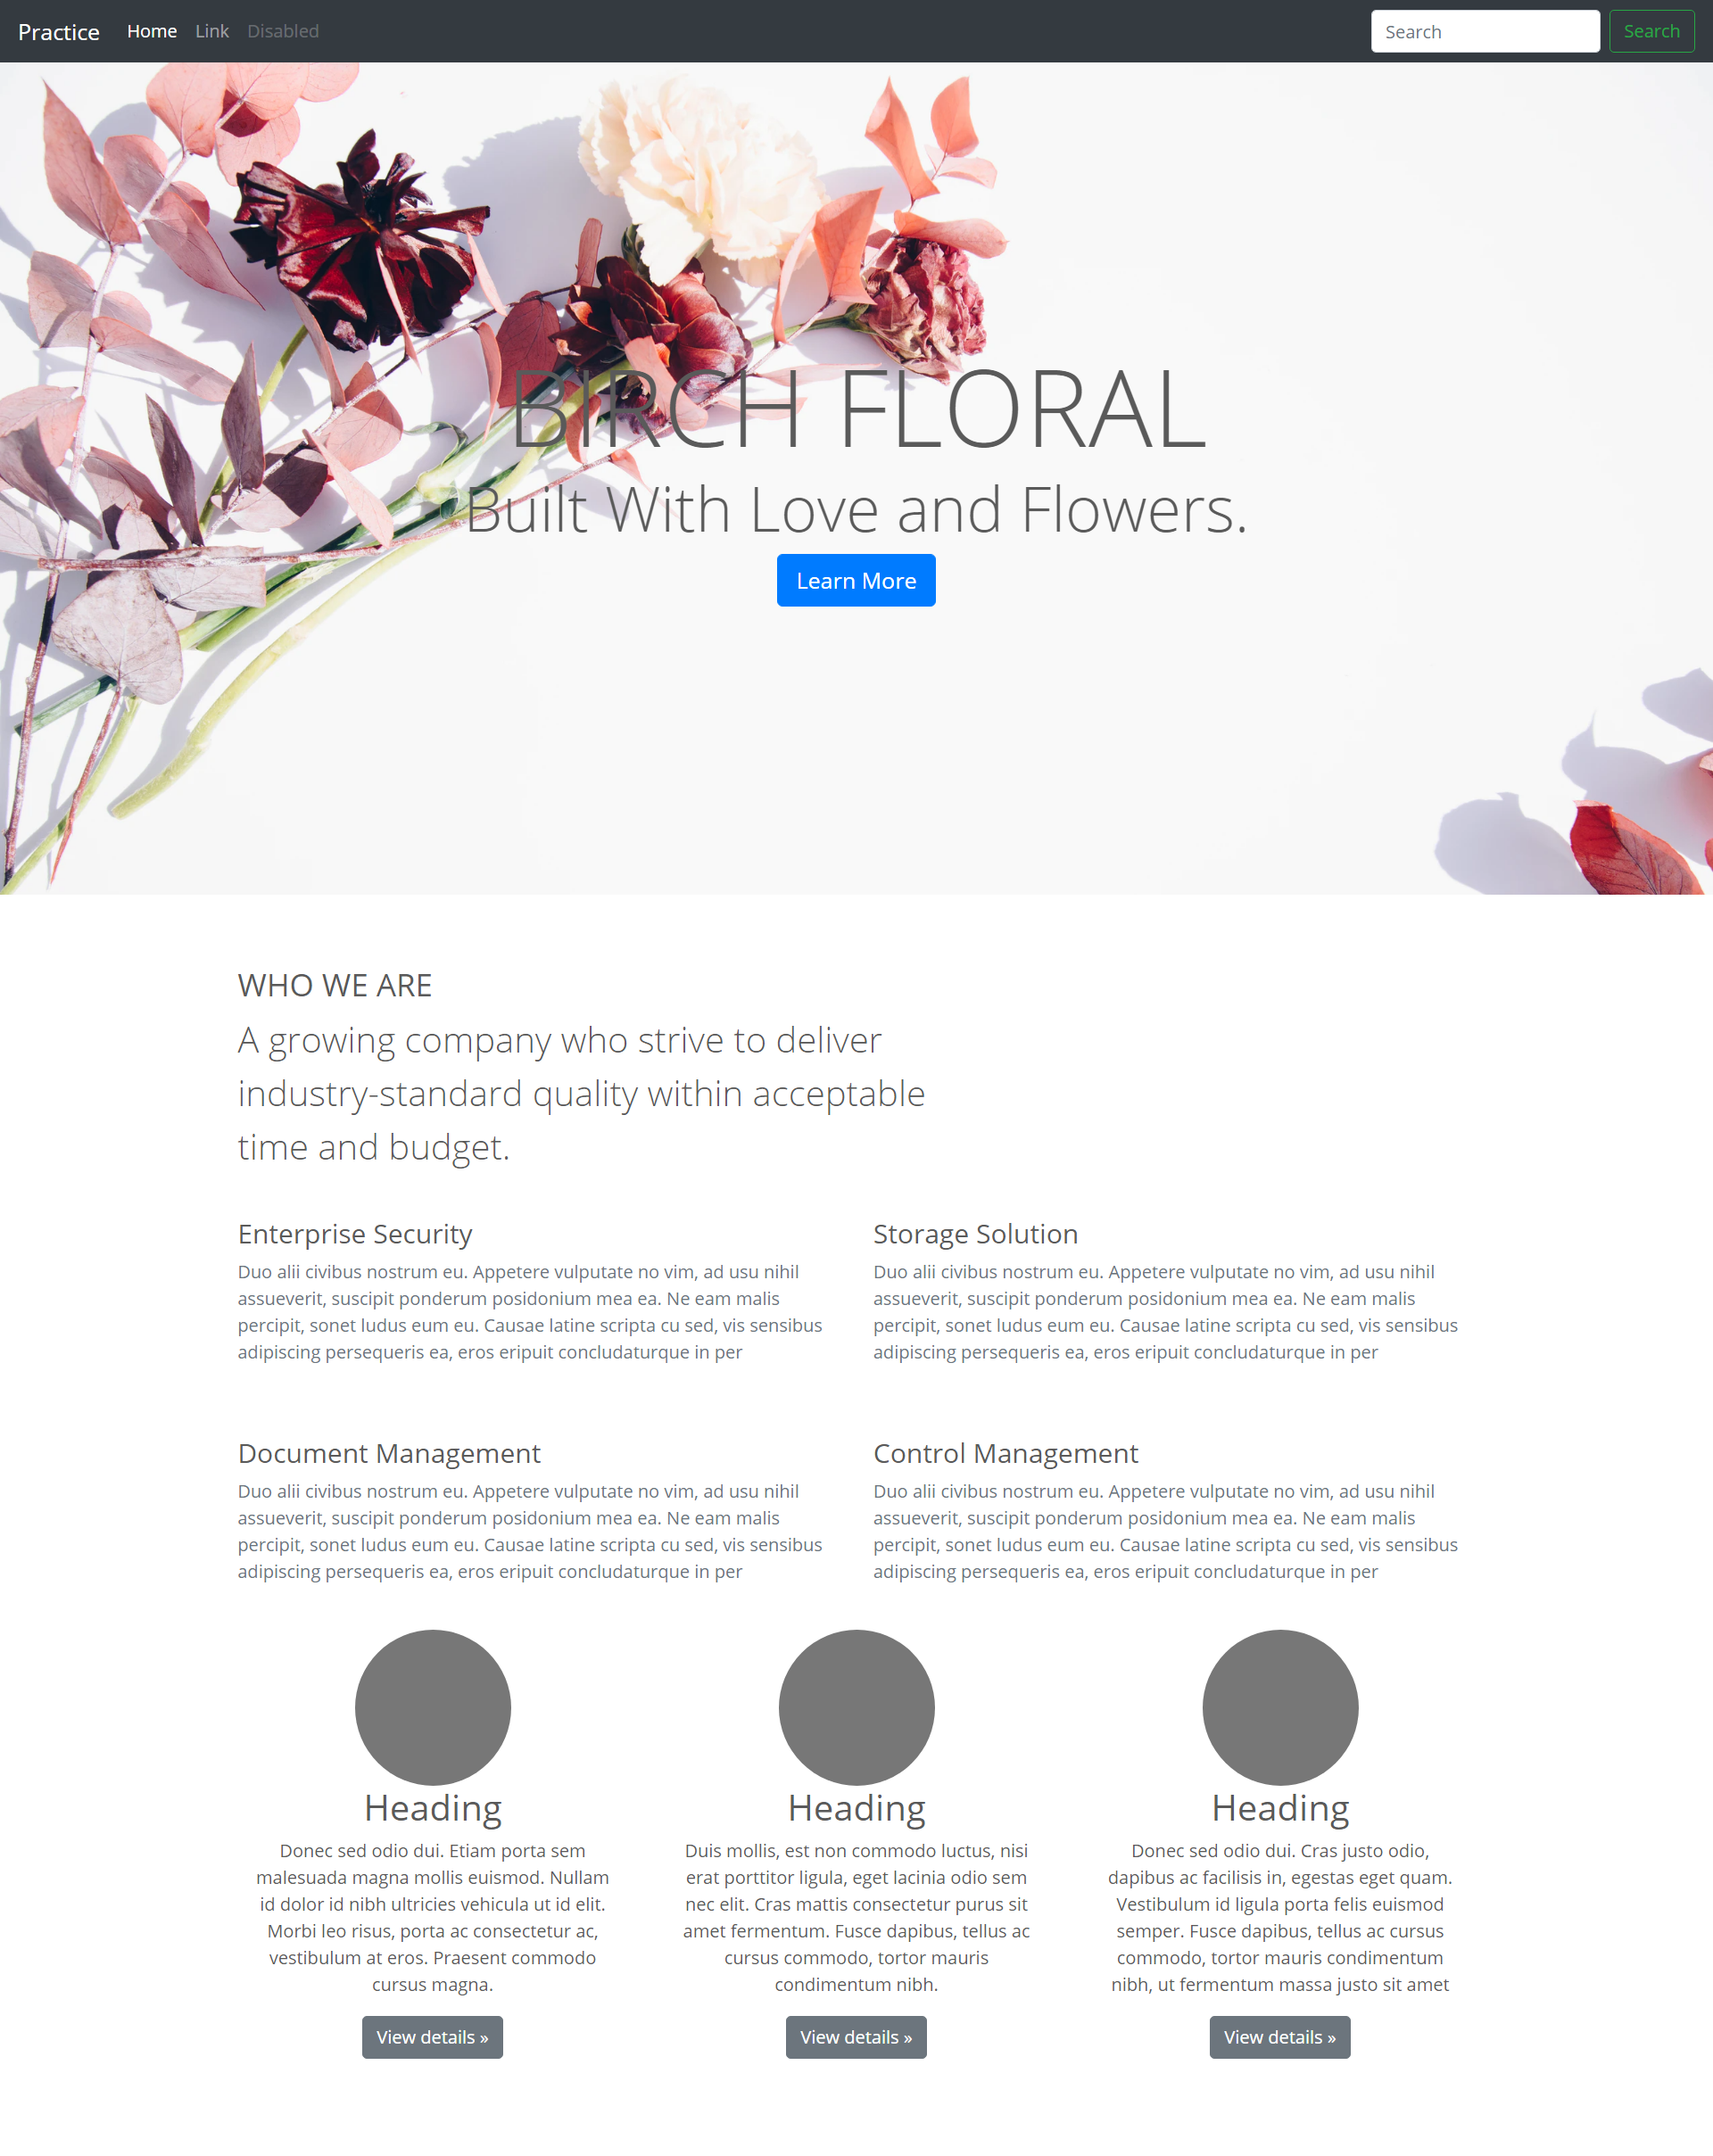 Practice Home Link Disabled Search Search
BIRCH FLORAL
Built With Love and Flowers.
Learn More
WHO WE ARE
A growing company who strive to deliver
industry-standard quality within acceptable
time and budget.
Enterprise Security
Duo alii civibus nostrum eu. Appetere vulputate no vim, ad usu nihil
assueverit, suscipit ponderum posidonium mea ea. Ne eam malis
percipit, sonet ludus eum eu. Causae latine scripta cu sed, vis sensibus
adipiscing persequeris ea, eros eripuit concludaturque in per
Storage Solution
Duo alii civibus nostrum eu. Appetere vulputate no vim, ad usu nihil
assueverit, suscipit ponderum posidonium mea ea. Ne eam malis
percipit, sonet ludus eum eu. Causae latine scripta cu sed, vis sensibus
adipiscing persequeris ea, eros eripuit concludaturque in per
Document Management
Duo alii civibus nostrum eu. Appetere vulputate no vim, ad usu nihil
assueverit, suscipit ponderum posidonium mea ea. Ne eam malis
percipit, sonet ludus eum eu. Causae latine scripta cu sed, vis sensibus
adipiscing persequeris ea, eros eripuit concludaturque in per
Control Management
Duo alii civibus nostrum eu. Appetere vulputate no vim, ad usu nihil
assueverit, suscipit ponderum posidonium mea ea. Ne eam malis
percipit, sonet ludus eum eu. Causae latine scripta cu sed, vis sensibus
adipiscing persequeris ea, eros eripuit concludaturque in per
Heading
Donec sed odio dui. Etiam porta sem
malesuada magna mollis euismod. Nullam
id dolor id nibh ultricies vehicula ut id elit.
Morbi leo risus, porta ac consectetur ac,
vestibulum at eros. Praesent commodo
cursus magna.
View details »
Heading
Duis mollis, est non commodo luctus, nisi
erat porttitor ligula, eget lacinia odio sem
nec elit. Cras mattis consectetur purus sit
amet fermentum. Fusce dapibus, tellus ac
cursus commodo, tortor mauris
condimentum nibh.
View details »
Heading
Donec sed odio dui. Cras justo odio,
dapibus ac facilisis in, egestas eget quam.
Vestibulum id ligula porta felis euismod
semper. Fusce dapibus, tellus ac cursus
commodo, tortor mauris condimentum
nibh, ut fermentum massa justo sit amet
View details »